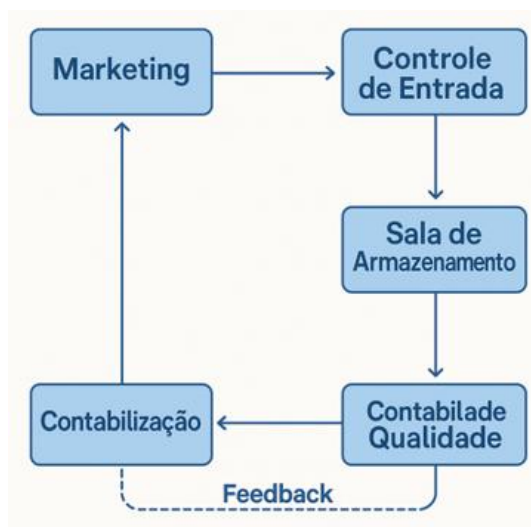 Marketing
Controle
de Entrada
Sala de
Armazenamento
Contabilização
Contabilade
Qualidade
Feedback